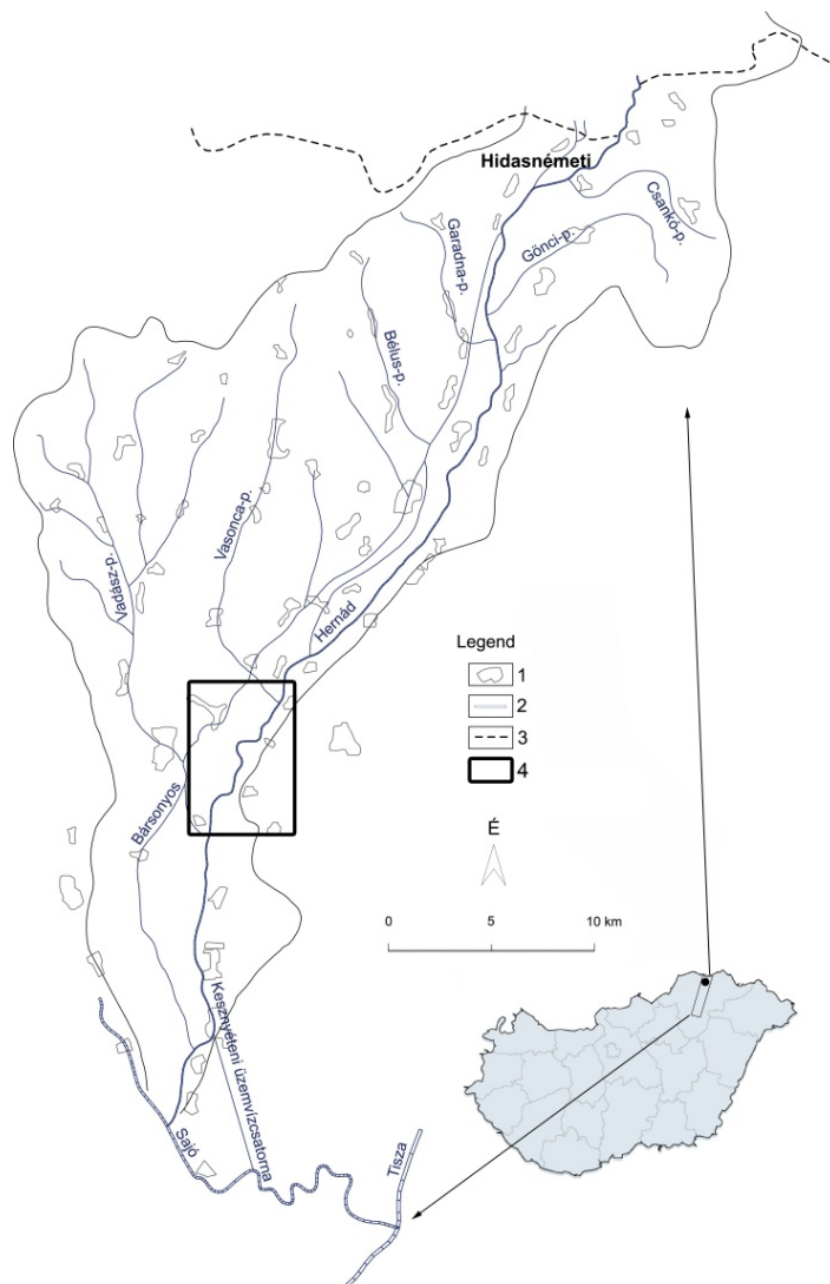 Hidasnémeti
Csankó-p.
Gönci-p.
Garadna-p.
Bélus-p.
Vasonca-p.
Vadász-p.
Hernád
Legend
1
2
3
4
Bársonyos
É
0 5 10 km
Kesznyéteni üzemvízcsatorna
Sajó
Tisza